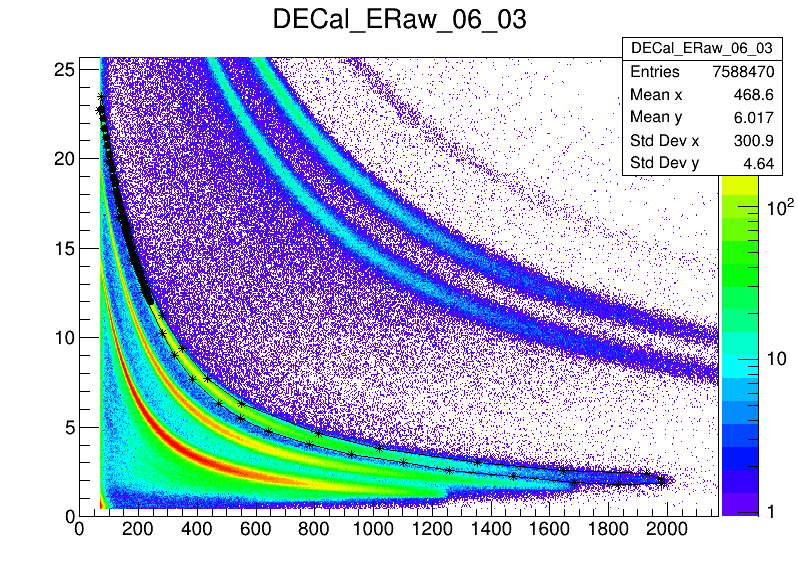 DECal_ERaw_06_03
DECal_ERaw_06_03
Entries 7588470
Mean x 468.6
Mean y 6.017
Std Dev x 300.9
Std Dev y 4.64
25
20
15
10
5
0
0 200 400 600 800 1000 1200 1400 1600 1800 2000
10²
10
1